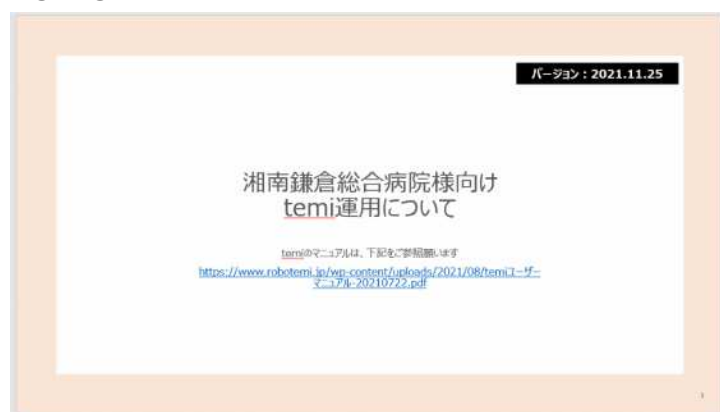 バージョン：2021.11.25
湘南鎌倉総合病院様向け
temi運用について
temiのマニュアルは、下記をご参照願います
https://www.robotemi.jp/wp-content/uploads/2021/08/temiユーザー
マニュアル-20210722.pdf